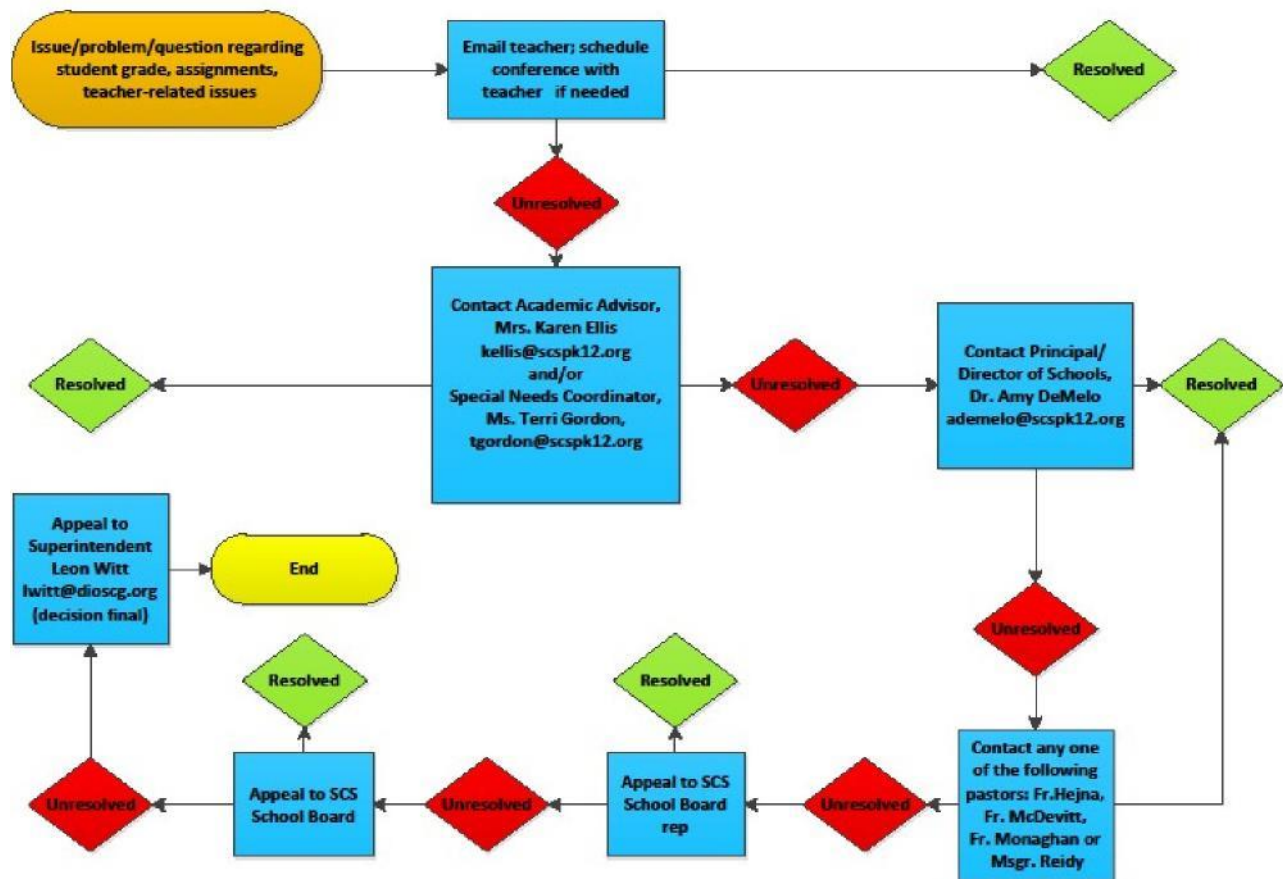 Issue/problem/question regarding
student grade, assignments,
teacher-related issues
Email teacher; schedule
conference with
teacher if needed
Resolved
Unresolved
Contact Academic Advisor,
Mrs. Karen Ellis
kellis@scspk12.org
and/or
Special Needs Coordinator,
Ms. Terri Gordon,
tgordon@scspk12.org
Resolved
Unresolved
Contact Principal/
Director of Schools,
Dr. Amy DeMelo
ademelo@scspk12.org
Resolved
Unresolved
Contact any one
of the following
pastors: Fr.Hejna,
Fr. McDevitt,
Fr. Monaghan or
Msgr. Reidy
Unresolved
Appeal to SCS
School Board
rep
Resolved
Unresolved
Appeal to SCS
School Board
Resolved
Unresolved
Appeal to
Superintendent
Leon Witt
lwitt@dioscg.org
(decision final)
End